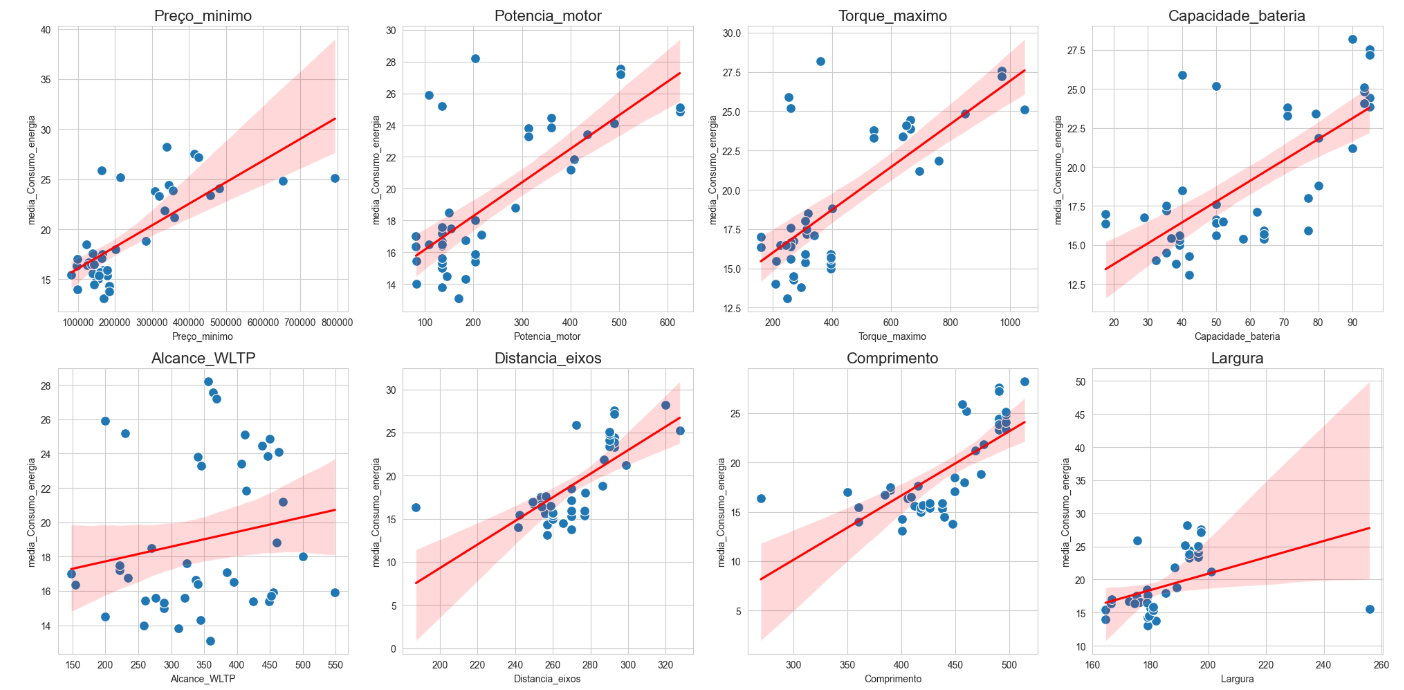 Preço_minimo
media_Consumo_energia
40
35
30
25
20
15
100000 200000 300000 400000 500000 600000 700000 800000
Preço_minimo
Potencia_motor
media_Consumo_energia
30
28
26
24
22
20
18
16
14
100 200 300 400 500 600
Potencia_motor
Torque_maximo
media_Consumo_energia
30.0
27.5
25.0
22.5
20.0
17.5
15.0
12.5
200 400 600 800 1000
Torque_maximo
Capacidade_bateria
media_Consumo_energia
27.5
25.0
22.5
20.0
17.5
15.0
12.5
20 30 40 50 60 70 80 90
Capacidade_bateria
Alcance_WLTP
media_Consumo_energia
28
26
24
22
20
18
16
14
150 200 250 300 350 400 450 500 550
Alcance_WLTP
Distancia_eixos
media_Consumo_energia
30
25
20
15
10
5
0
200 220 240 260 280 300 320
Distancia_eixos
Comprimento
media_Consumo_energia
25
20
15
10
5
300 350 400 450 500
Comprimento
Largura
media_Consumo_energia
50
45
40
35
30
25
20
15
10
160 180 200 220 240 260
Largura